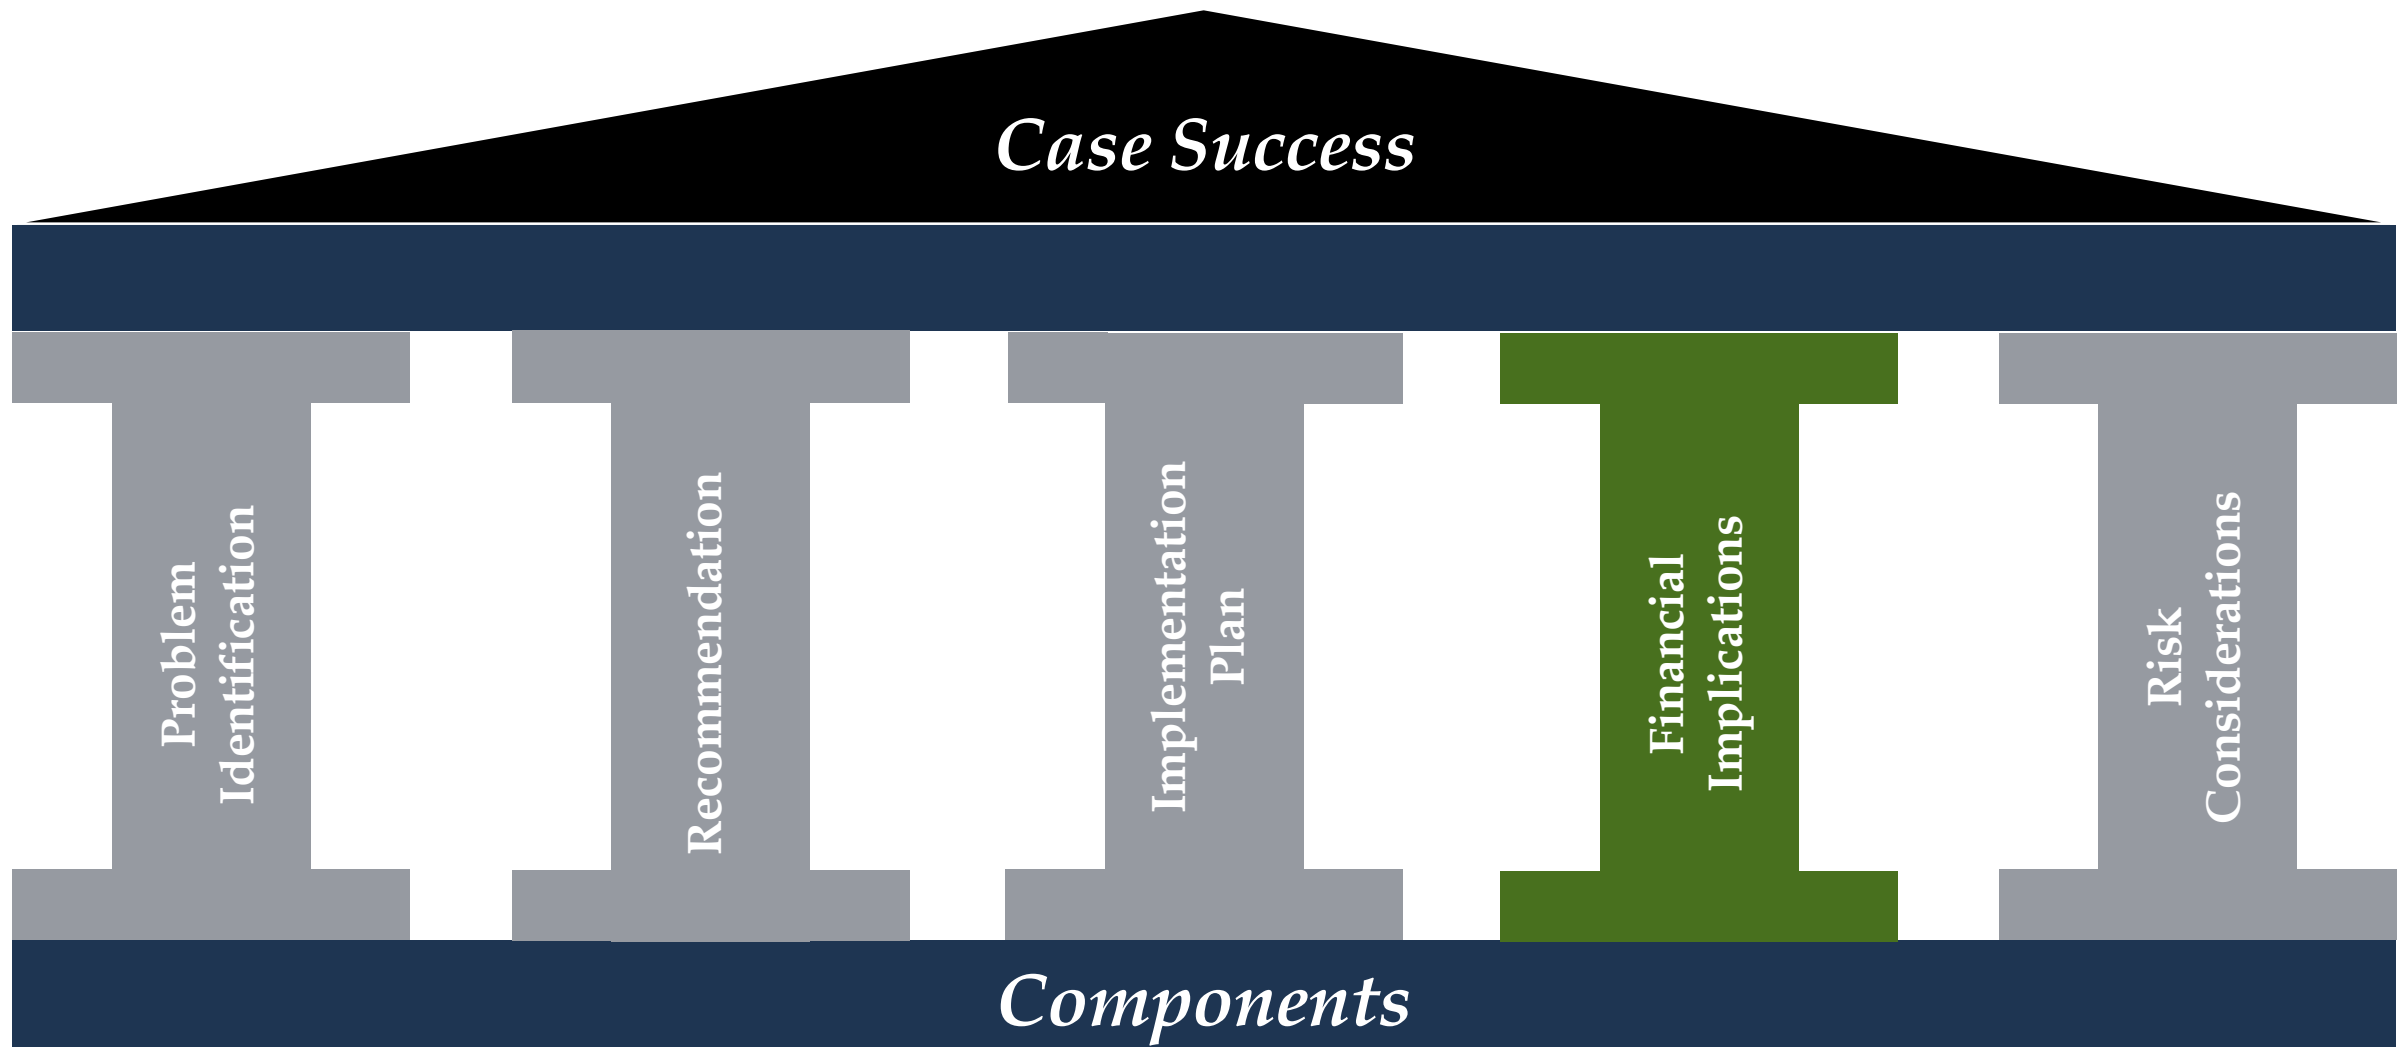 Case Success
Problem
Identification
Recommendation
Implementation
Plan
Financial
Implications
Risk
Considerations
Components